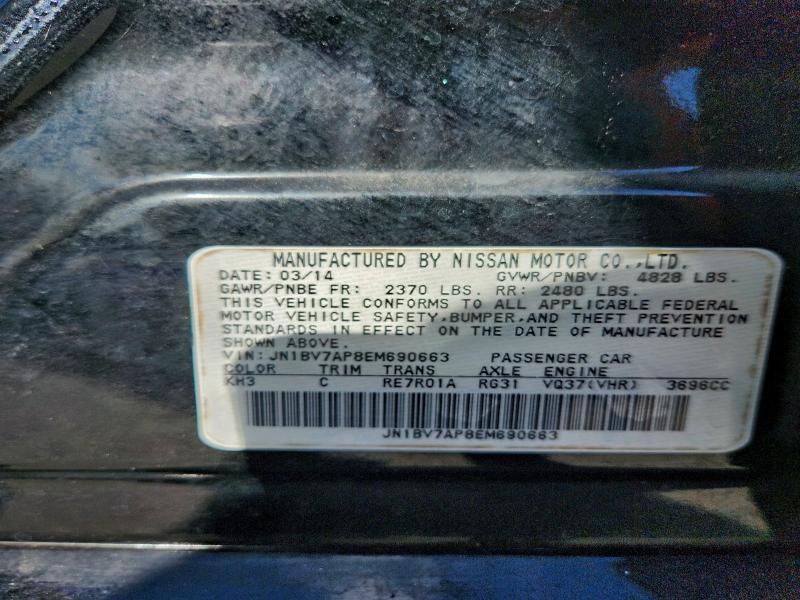 MANUFACTURED BY NISSAN MOTOR CO.,LTD.
DATE: 03/14 GVWR/PNBV: 4828 LBS.
GAWR/PNBE FR: 2370 LBS. RR: 2480 LBS.
THIS VEHICLE CONFORMS TO ALL APPLICABLE FEDERAL
MOTOR VEHICLE SAFETY,BUMPER,AND THEFT PREVENTION
STANDARDS IN EFFECT ON THE DATE OF MANUFACTURE
SHOWN ABOVE.
VIN: JN1BV7AP8EM690663 PASSENGER CAR
COLOR TRIM TRANS AXLE ENGINE
KH3 C RE7R01A RG31 VQ37(VHR) 3696CC
JN1BV7AP8EM690663